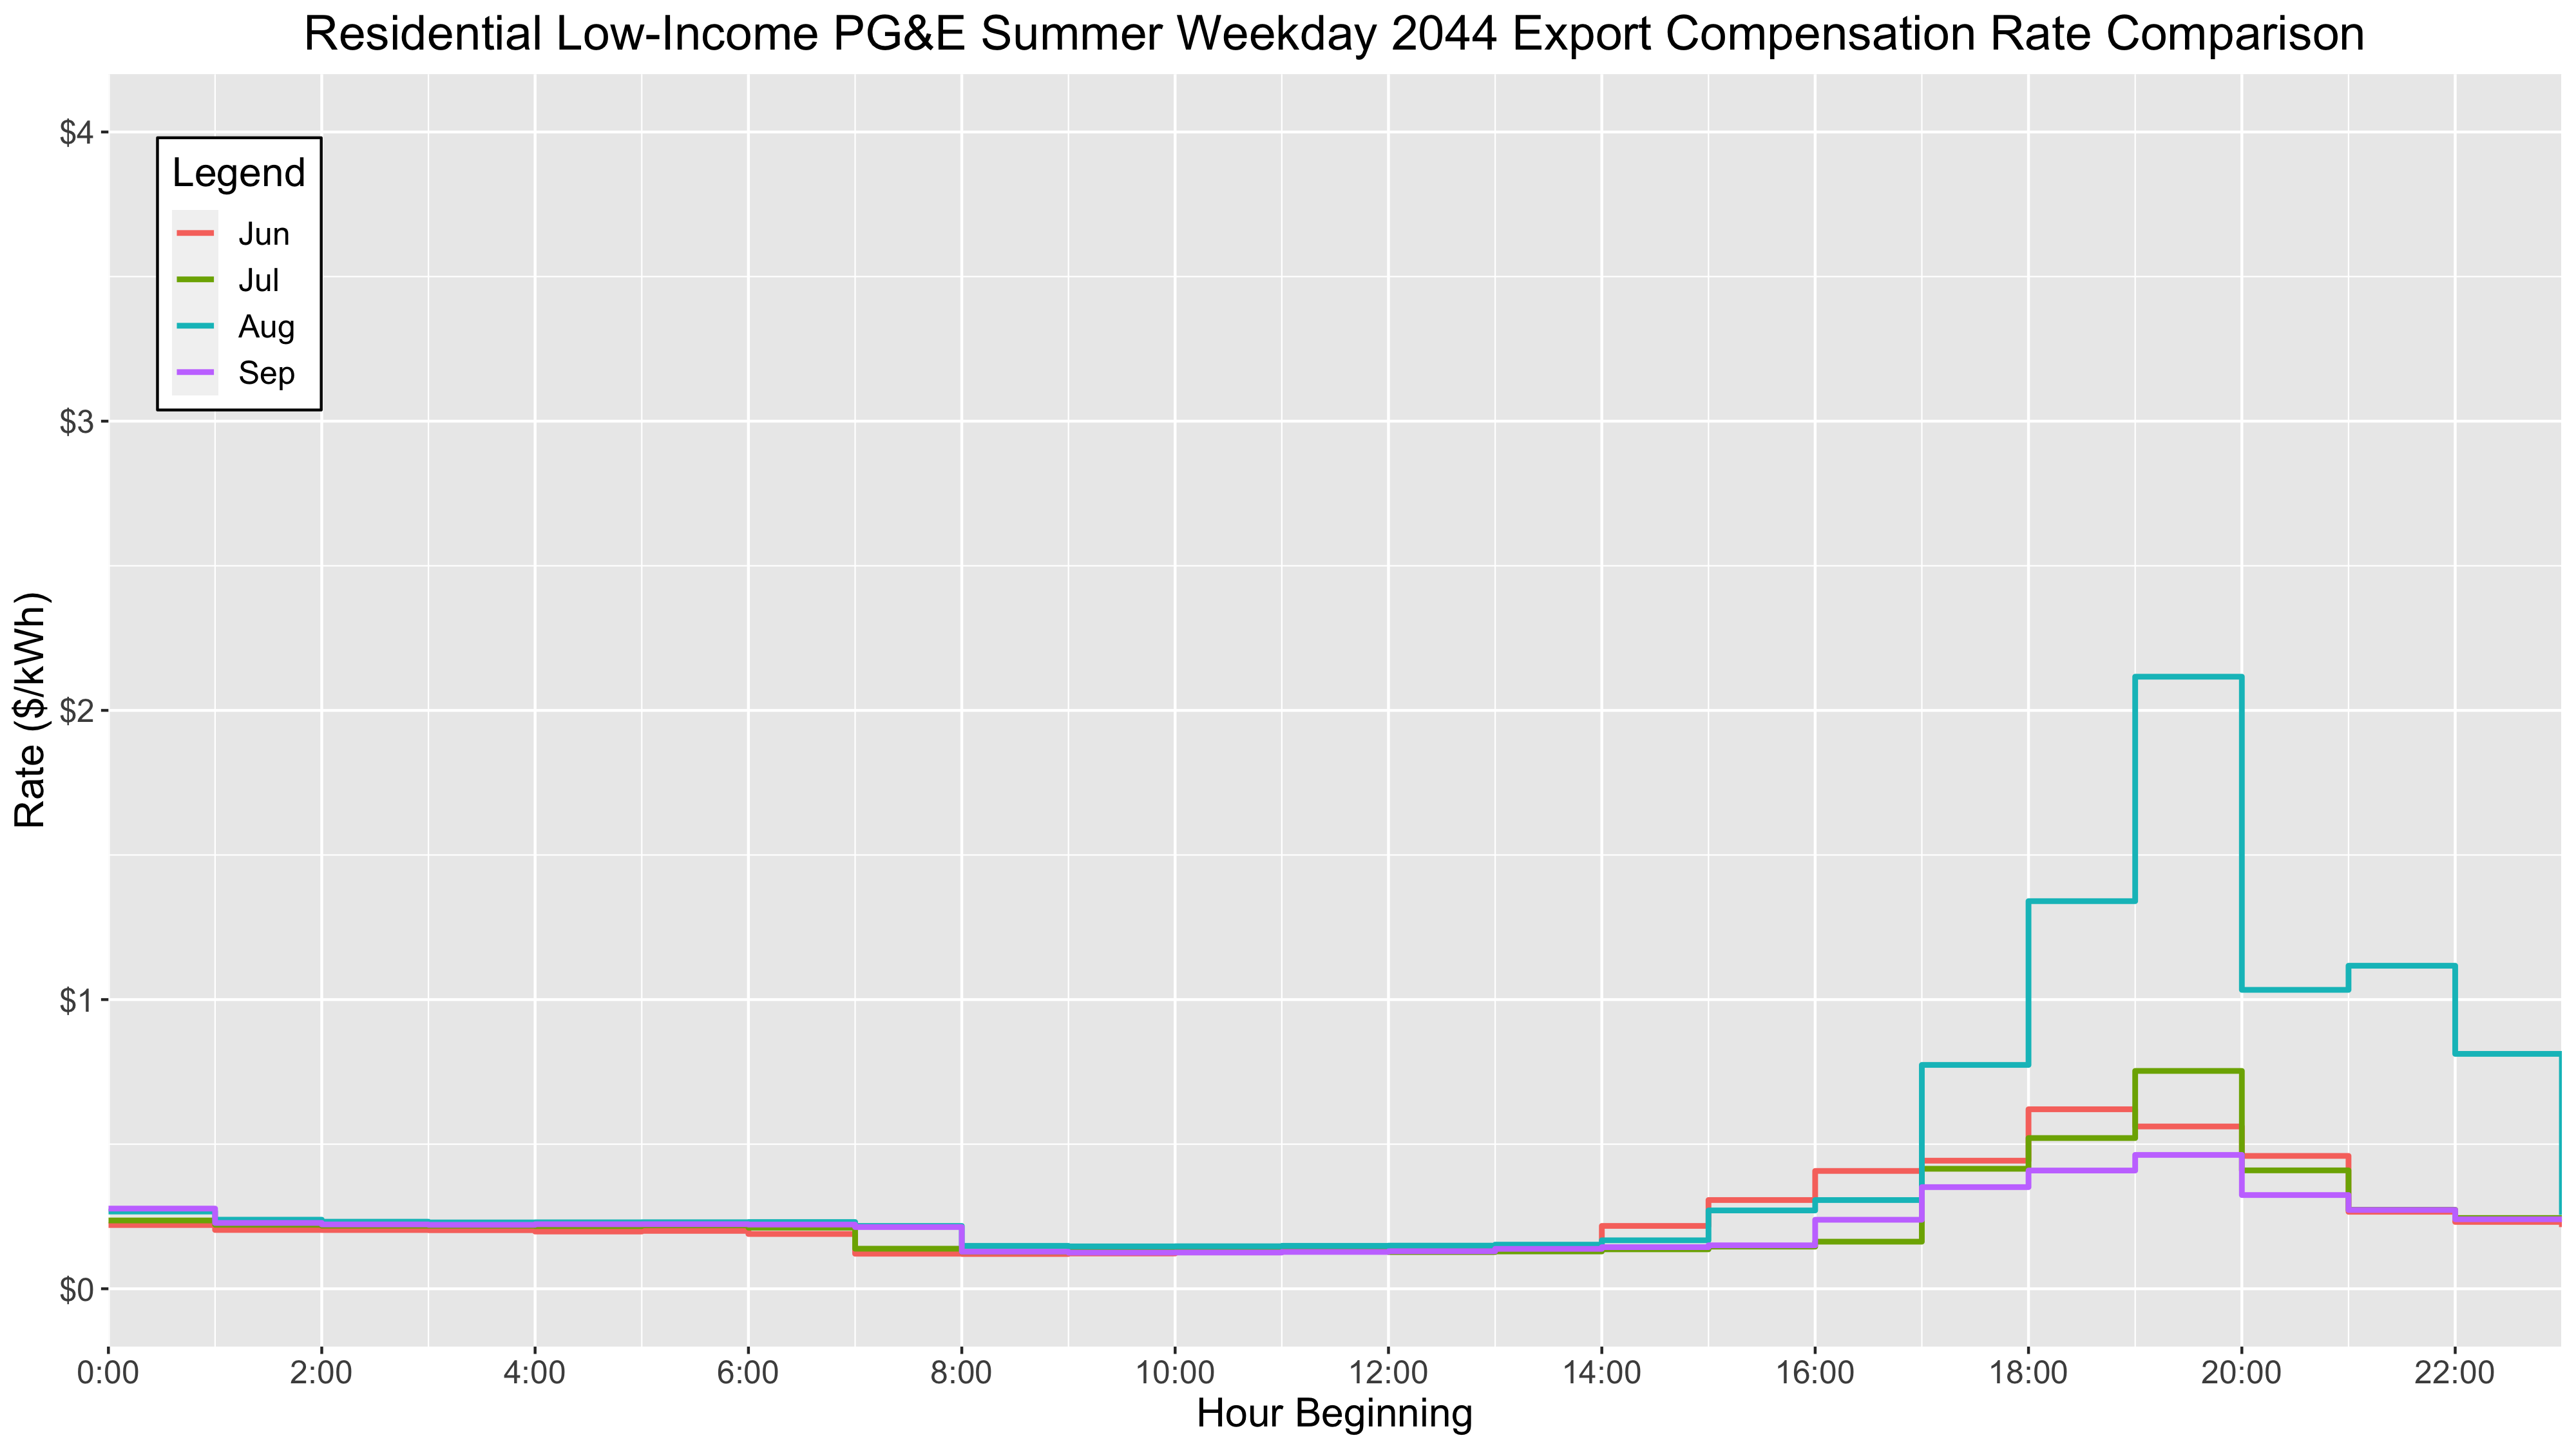 Residential Low-Income PG&E Summer Weekday 2044 Export Compensation Rate Comparison
Rate ($/kWh)
$4
$3
$2
$1
$0
Legend
Jun
Jul
Aug
Sep
0:00 2:00 4:00 6:00 8:00 10:00 12:00 14:00 16:00 18:00 20:00 22:00
Hour Beginning